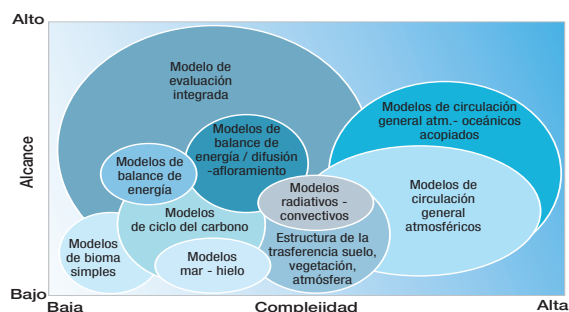 Alto
Modelo de
evaluación
integrada
Modelos de circulación
general atm.- oceánicos
acopiados
Modelos de
balance de
energía / difusión
-afloramiento
Modelos de
balance de
energía
Alcance
Modelos
radiativos -
convectivos
Modelos de
circulación
general
atmosféricos
Modelos
de ciclo del carbono
Modelos
de bioma
simples
Modelos
mar - hielo
Estructura de la
trasferencia suelo,
vegetación,
atmósfera
Bajo
Baja
Complejidad
Alta